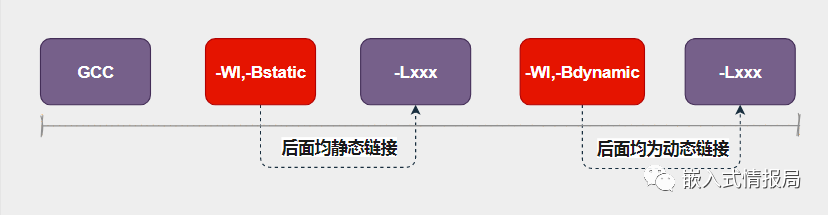 GCC
-Wl,-Bstatic
-Lxxx
-Wl,-Bdynamic
-Lxxx
后面均静态链接
后面均为动态链接
嵌入式情报局